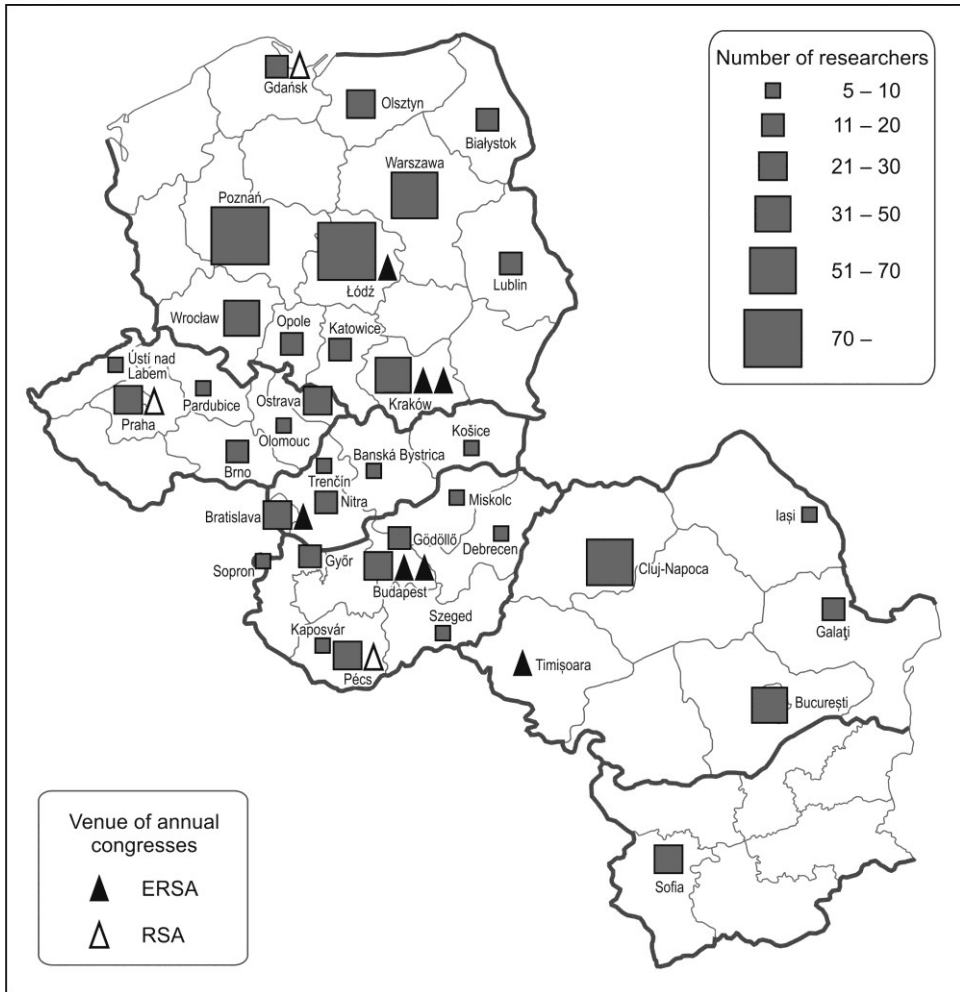 Number of researchers
5 – 10
11 – 20
21 – 30
31 – 50
51 – 70
70 –
Gdańsk
Olsztyn
Białystok
Warszawa
Poznań
Łódź
Lublin
Wrocław
Opole
Katowice
Kraków
Ústí nad
Labem
Praha
Pardubice
Ostrava
Olomouc
Brno
Košice
Banská Bystrica
Trenčín
Nitra
Bratislava
Miskolc
Iași
Gödöllő
Debrecen
Sopron
Győr
Budapest
Cluj-Napoca
Szeged
Galaţi
Kaposvár
Pécs
Timișoara
București
Sofia
Venue of annual
congresses
ERSA
RSA